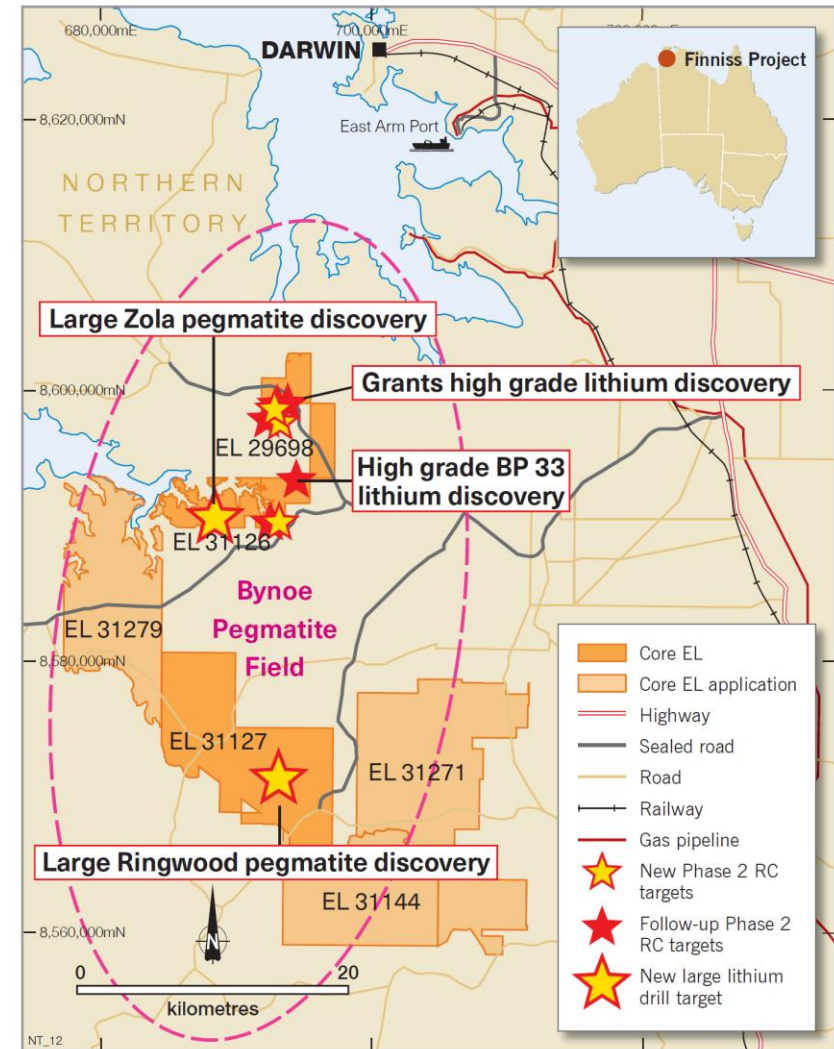 680,000mE
700,000mE
720,000mE
DARWIN
Finniss Project
8,620,000mN
East Arm Port
NORTHERN
TERRITORY
Large Zola pegmatite discovery
8,600,000mN
Grants high grade lithium discovery
EL 29698
High grade BP 33
lithium discovery
EL 31126
Bynoe
Pegmatite
Field
EL 31279
8,580,000mN
EL 31127
EL 31271
Large Ringwood pegmatite discovery
EL 31144
8,560,000mN
N
0 20
kilometres
NT_12
Core EL
Core EL application
Highway
Sealed road
Road
Railway
Gas pipeline
New Phase 2 RC
targets
Follow-up Phase 2
RC targets
New large lithium
drill target